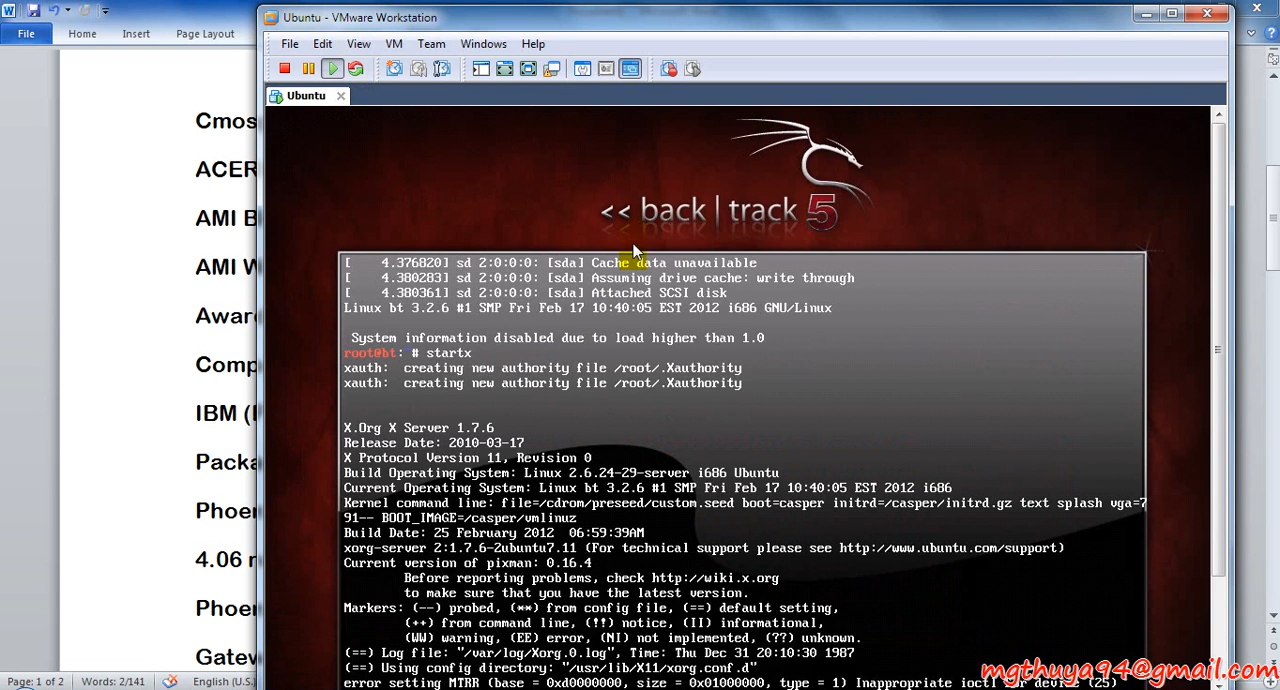 Ubuntu - VMware Workstation
File Home Insert Page Layout
File Edit View VM Team Windows Help
Ubuntu
<< back | track 5
Cmos
ACER
AMI B
AMI W
Awar
Comp
IBM (
Packa
Phoe
4.06 r
Phoe
Gatew
[    4.376820] sd 2:0:0:0: [sda] Cache data unavailable
[    4.380283] sd 2:0:0:0: [sda] Assuming drive cache: write through
[    4.380361] sd 2:0:0:0: [sda] Attached SCSI disk
Linux bt 3.2.6 #1 SMP Fri Feb 17 10:40:05 EST 2012 i686 GNU/Linux
System information disabled due to load higher than 1.0
root@bt:~# startx
xauth:  creating new authority file /root/.Xauthority
xauth:  creating new authority file /root/.Xauthority
X.Org X Server 1.7.6
Release Date: 2010-03-17
X Protocol Version 11, Revision 0
Build Operating System: Linux 2.6.24-29-server i686 Ubuntu
Current Operating System: Linux bt 3.2.6 #1 SMP Fri Feb 17 10:40:05 EST 2012 i686
Kernel command line: file=/cdrom/preseed/custom.seed boot=casper initrd=/casper/initrd.gz text splash vga=7
91-- BOOT_IMAGE=/casper/vmlinuz
Build Date: 25 February 2012  06:59:39AM
xorg-server 2:1.7.6-2ubuntu7.11 (For technical support please see http://www.ubuntu.com/support)
Current version of pixman: 0.16.4
Before reporting problems, check http://wiki.x.org
to make sure that you have the latest version.
Markers: (--) probed, (**) from config file, (==) default setting,
(++) from command line, (!!) notice, (II) informational,
(WW) warning, (EE) error, (NI) not implemented, (??) unknown.
(==) Log file: "/var/log/Xorg.0.log", Time: Thu Dec 31 20:10:30 1987
(==) Using config directory: "/usr/lib/X11/xorg.conf.d"
error setting MTRR (base = 0xd0000000, size = 0x01000000, type = 1) Inappropriate ioctl for device (25)
mgthuya94@gmail.com
Page: 1 of 2 Words: 2/141 English (U.S.